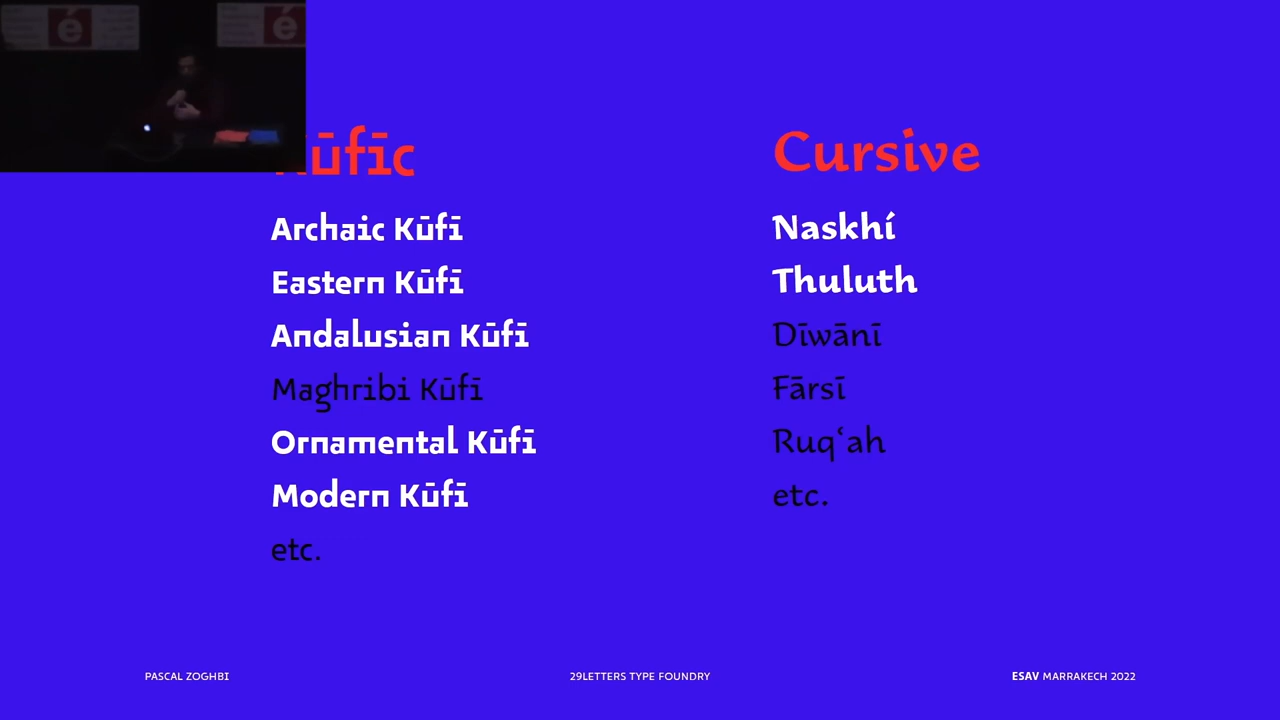 é
é
Kūfīc
Archaic Kūfī
Eastern Kūfī
Andalusian Kūfī
Maghribi Kūfī
Ornamental Kūfī
Modern Kūfī
etc.
Cursive
Naskhí
Thuluth
Dīwānī
Fārsī
Ruqʻah
etc.
PASCAL ZOGHBI
29LETTERS TYPE FOUNDRY
ESAV MARRAKECH 2022